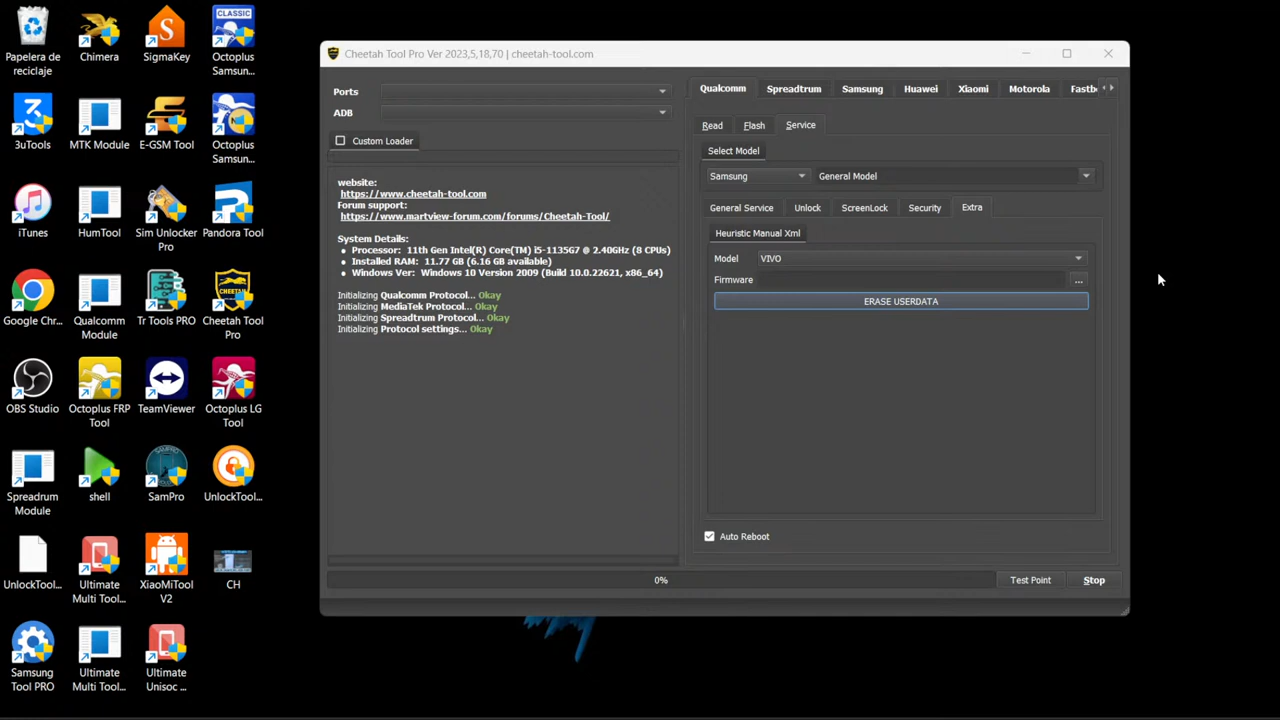 Papelera de
reciclaje
Chimera
SigmaKey
CLASSIC
Octoplus
Samsun...
3uTools
MTK Module
E-GSM Tool
Octoplus
Samsun...
iTunes
HumTool
Sim Unlocker
Pro
Pandora Tool
Google Chr...
Qualcomm
Module
Tr Tools PRO
CHEETAH
Cheetah Tool
Pro
OBS Studio
Octoplus FRP
Tool
TeamViewer
Octoplus LG
Tool
Spreadrum
Module
shell
SamPro
UnlockTool...
UnlockTool...
Ultimate
Multi Tool...
XiaoMiTool
V2
CH
Samsung
Tool PRO
Ultimate
Multi Tool...
Ultimate
Unisoc ...
Cheetah Tool Pro Ver 2023,5,18,70 | cheetah-tool.com
Ports
ADB
Custom Loader
website:
https://www.cheetah-tool.com
Forum support:
https://www.martview-forum.com/forums/Cheetah-Tool/
System Details:
• Processor: 11th Gen Intel(R) Core(TM) i5-1135G7 @ 2.40GHz (8 CPUs)
• Installed RAM: 11.77 GB (6.16 GB available)
• Windows Ver: Windows 10 Version 2009 (Build 10.0.22621, x86_64)
Initializing Qualcomm Protocol... Okay
Initializing MediaTek Protocol... Okay
Initializing Spreadtrum Protocol... Okay
Initializing Protocol settings... Okay
Qualcomm Spreadtrum Samsung Huawei Xiaomi Motorola Fastb
Read Flash Service
Select Model
Samsung General Model
General Service Unlock ScreenLock Security Extra
Heuristic Manual Xml
Model VIVO
Firmware ...
ERASE USERDATA
Auto Reboot
0% Test Point Stop